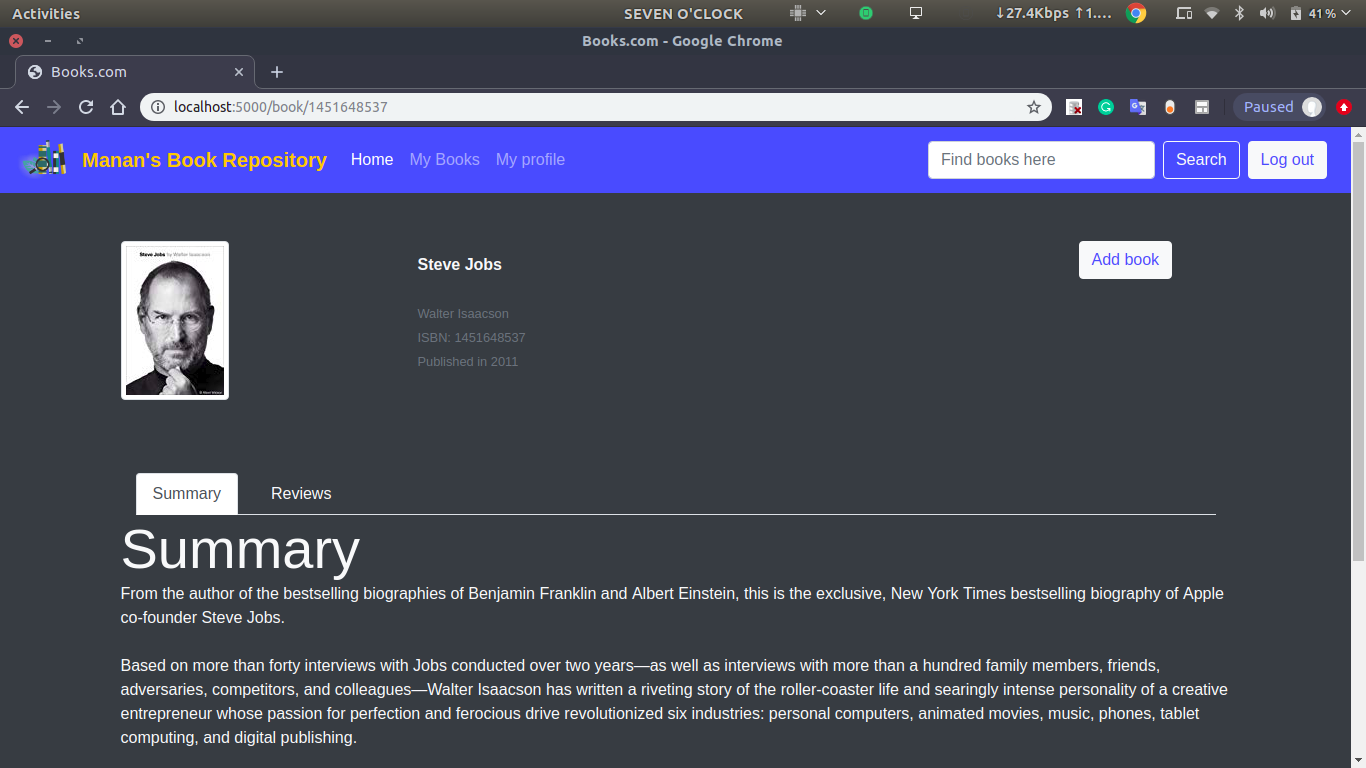 Activities
SEVEN O'CLOCK
↓27.4Kbps ↑1....
41 %
Books.com - Google Chrome
Books.com
localhost:5000/book/1451648537
Paused
Manan's Book Repository
Home
My Books
My profile
Find books here
Search
Log out
Steve Jobs by Walter Isaacson
Steve Jobs
Add book
Walter Isaacson
ISBN: 1451648537
Published in 2011
Summary
Reviews
Summary
From the author of the bestselling biographies of Benjamin Franklin and Albert Einstein, this is the exclusive, New York Times bestselling biography of Apple
co-founder Steve Jobs.
Based on more than forty interviews with Jobs conducted over two years—as well as interviews with more than a hundred family members, friends,
adversaries, competitors, and colleagues—Walter Isaacson has written a riveting story of the roller-coaster life and searingly intense personality of a creative
entrepreneur whose passion for perfection and ferocious drive revolutionized six industries: personal computers, animated movies, music, phones, tablet
computing, and digital publishing.